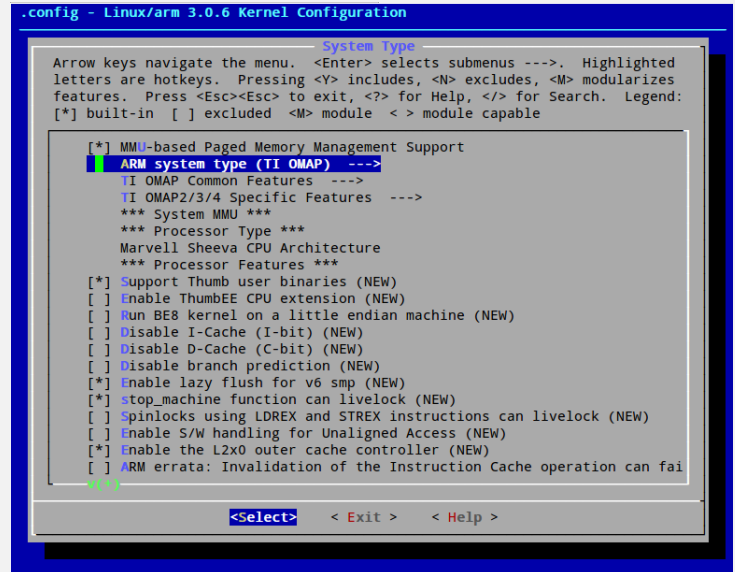 .config - Linux/arm 3.0.6 Kernel Configuration
System Type
Arrow keys navigate the menu.  <Enter> selects submenus --->.  Highlighted
letters are hotkeys.  Pressing <Y> includes, <N> excludes, <M> modularizes
features.  Press <Esc><Esc> to exit, <?> for Help, </> for Search.  Legend:
[*] built-in  [ ] excluded  <M> module  < > module capable
[*] MMU-based Paged Memory Management Support
ARM system type (TI OMAP)  --->
TI OMAP Common Features  --->
TI OMAP2/3/4 Specific Features  --->
*** System MMU ***
*** Processor Type ***
Marvell Sheeva CPU Architecture
*** Processor Features ***
[*] Support Thumb user binaries (NEW)
[ ] Enable ThumbEE CPU extension (NEW)
[ ] Run BE8 kernel on a little endian machine (NEW)
[ ] Disable I-Cache (I-bit) (NEW)
[ ] Disable D-Cache (C-bit) (NEW)
[ ] Disable branch prediction (NEW)
[*] Enable lazy flush for v6 smp (NEW)
[*] stop_machine function can livelock (NEW)
[ ] Spinlocks using LDREX and STREX instructions can livelock (NEW)
[ ] Enable S/W handling for Unaligned Access (NEW)
[*] Enable the L2x0 outer cache controller (NEW)
[ ] ARM errata: Invalidation of the Instruction Cache operation can fai
v(+)
<Select>    < Exit >    < Help >